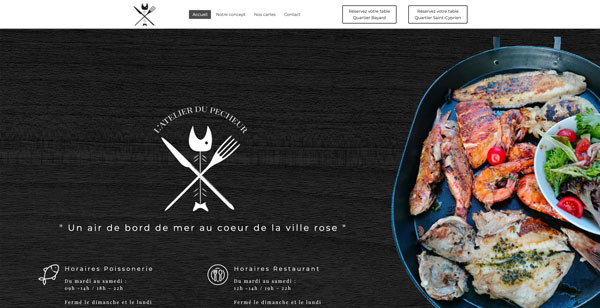 Accueil Notre concept Nos cartes Contact
Réservez votre table
Quartier Bayard
Réservez votre table
Quartier Saint-Cyprien
L'ATELIER DU PECHEUR
" Un air de bord de mer au coeur de la ville rose "
Horaires Poissonerie
Du mardi au samedi :
09h -14h / 18h - 22h
Fermé le dimanche et le lundi
Horaires Restaurant
Du mardi au samedi :
12h -14h / 19h - 22h
Fermé le dimanche et le lundi